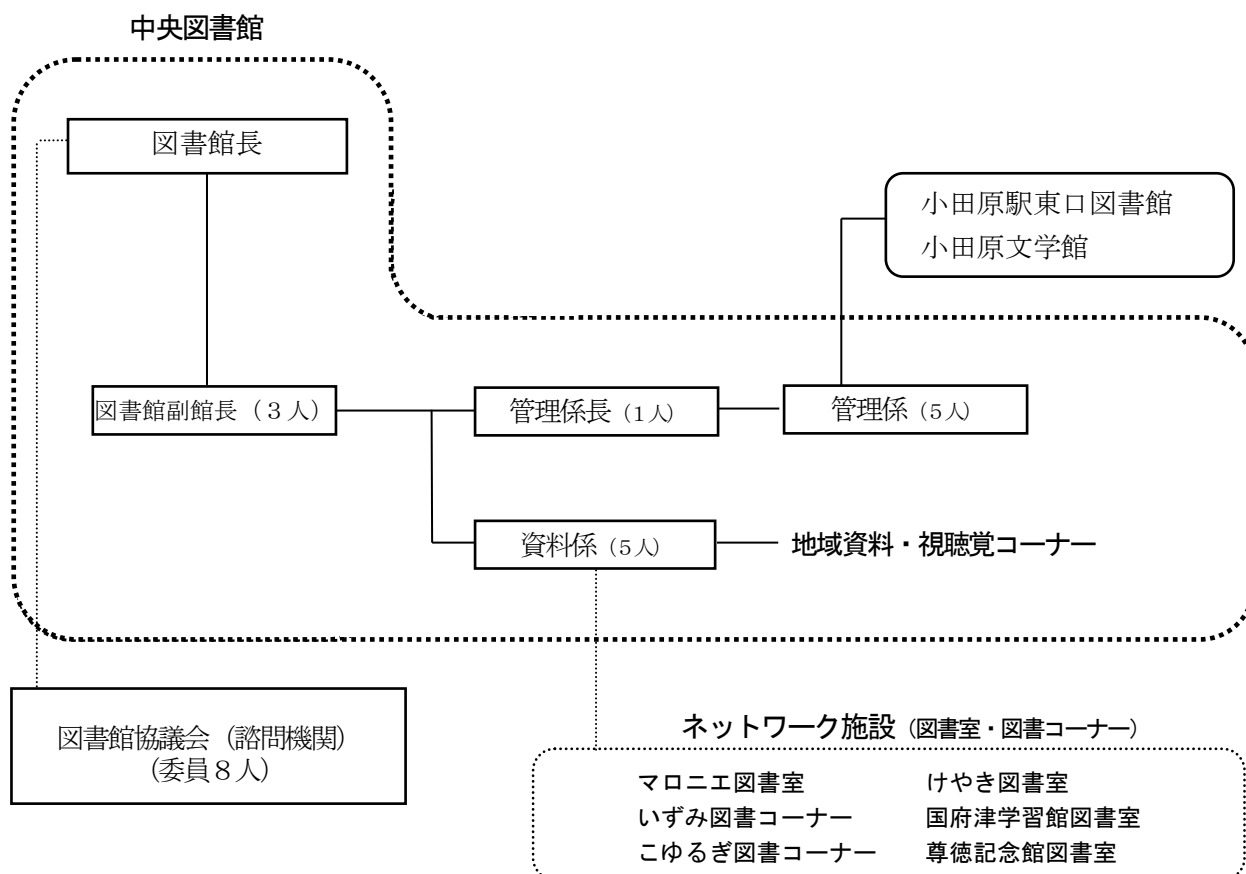 中央図書館
図書館長
小田原駅東口図書館
小田原文学館
図書館副館長（３人）
管理係長（1人）
管理係（5人）
資料係（5人）
地域資料・視聴覚コーナー
図書館協議会（諮問機関）
（委員８人）
ネットワーク施設（図書室・図書コーナー）
マロニエ図書室　けやき図書室
いずみ図書コーナー　国府津学習館図書室
こゆるぎ図書コーナー　尊徳記念館図書室